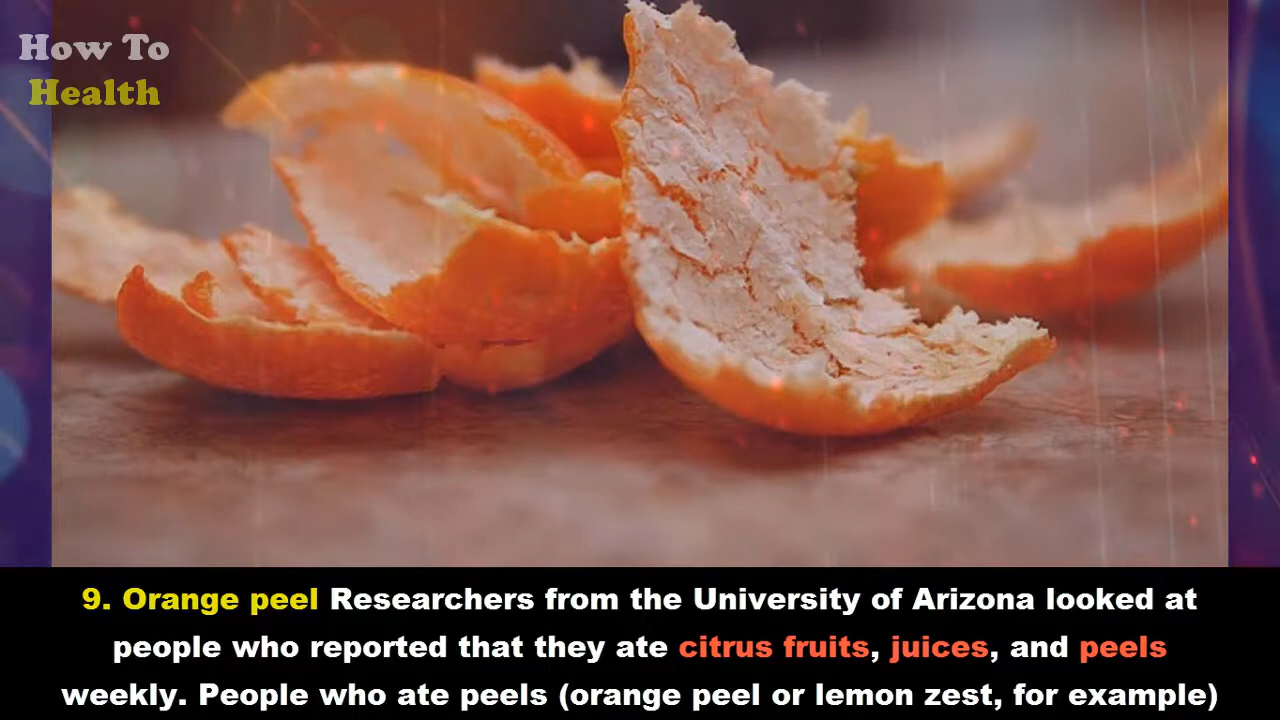 How To
Health
9. Orange peel Researchers from the University of Arizona looked at
people who reported that they ate citrus fruits, juices, and peels
weekly. People who ate peels (orange peel or lemon zest, for example)